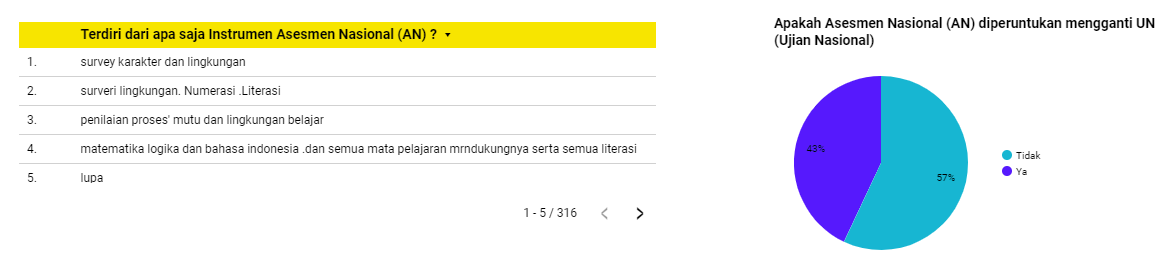 Terdiri dari apa saja Instrumen Asesmen Nasional (AN) ?
1. survey karakter dan lingkungan
2. surveri lingkungan. Numerasi .Literasi
3. penilaian proses' mutu dan lingkungan belajar
4. matematika logika dan bahasa indonesia .dan semua mata pelajaran mrndukungnya serta semua literasi
5. lupa
1 - 5 / 316
Apakah Asesmen Nasional (AN) diperuntukan mengganti UN
(Ujian Nasional)
43%
57%
Tidak
Ya